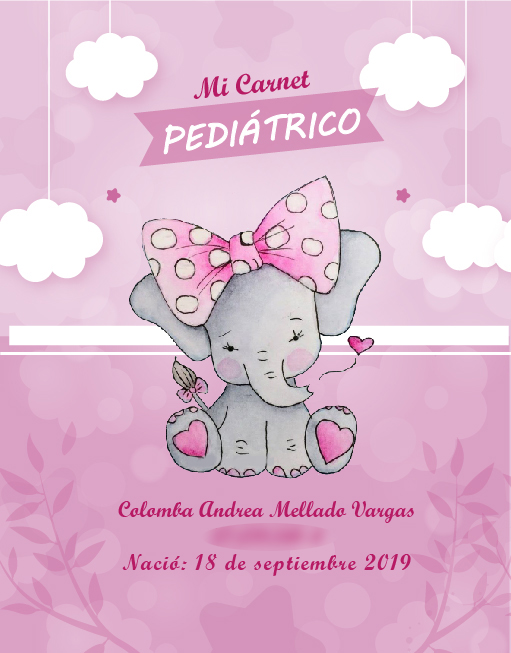 Mi Carnet
PEDIÁTRICO
Colomba Andrea Mellado Vargas
Nació: 18 de septiembre 2019